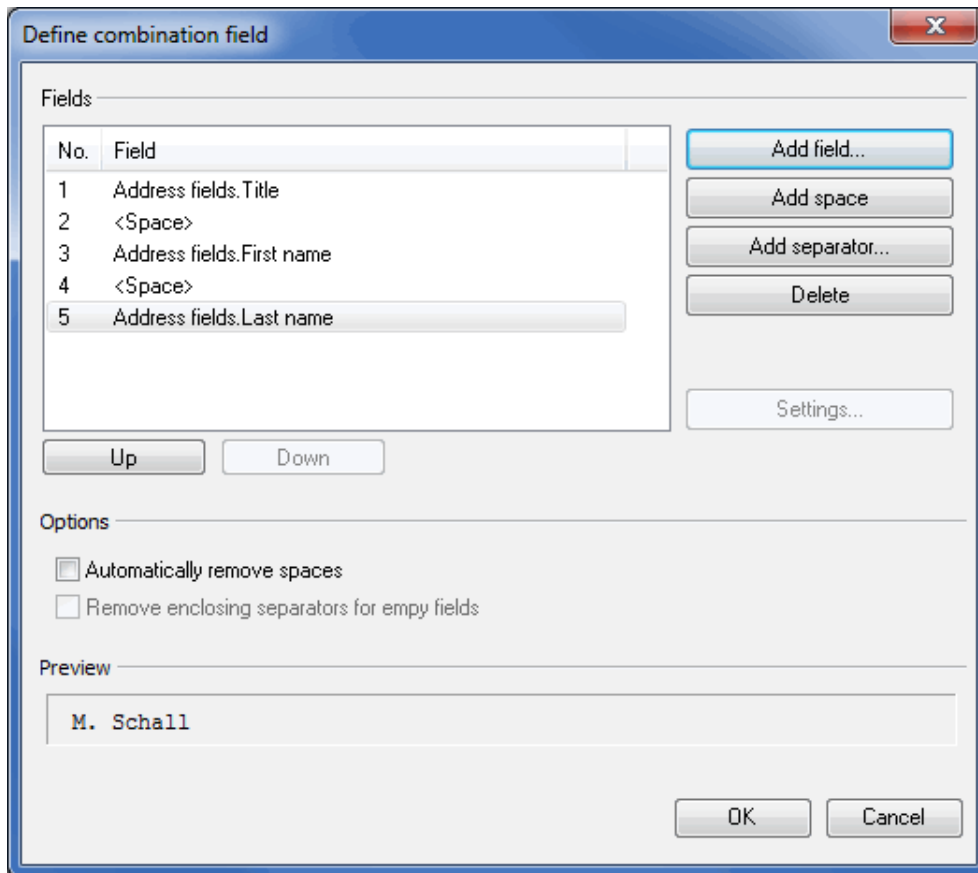 Define combination field
Fields
No. Field
Add field...
1 Address fields.Title
Add space
2 <Space>
3 Address fields.First name
Add separator...
4 <Space>
Delete
5 Address fields.Last name
Settings...
Up Down
Options
Automatically remove spaces
Remove enclosing separators for empy fields
Preview
M. Schall
OK Cancel